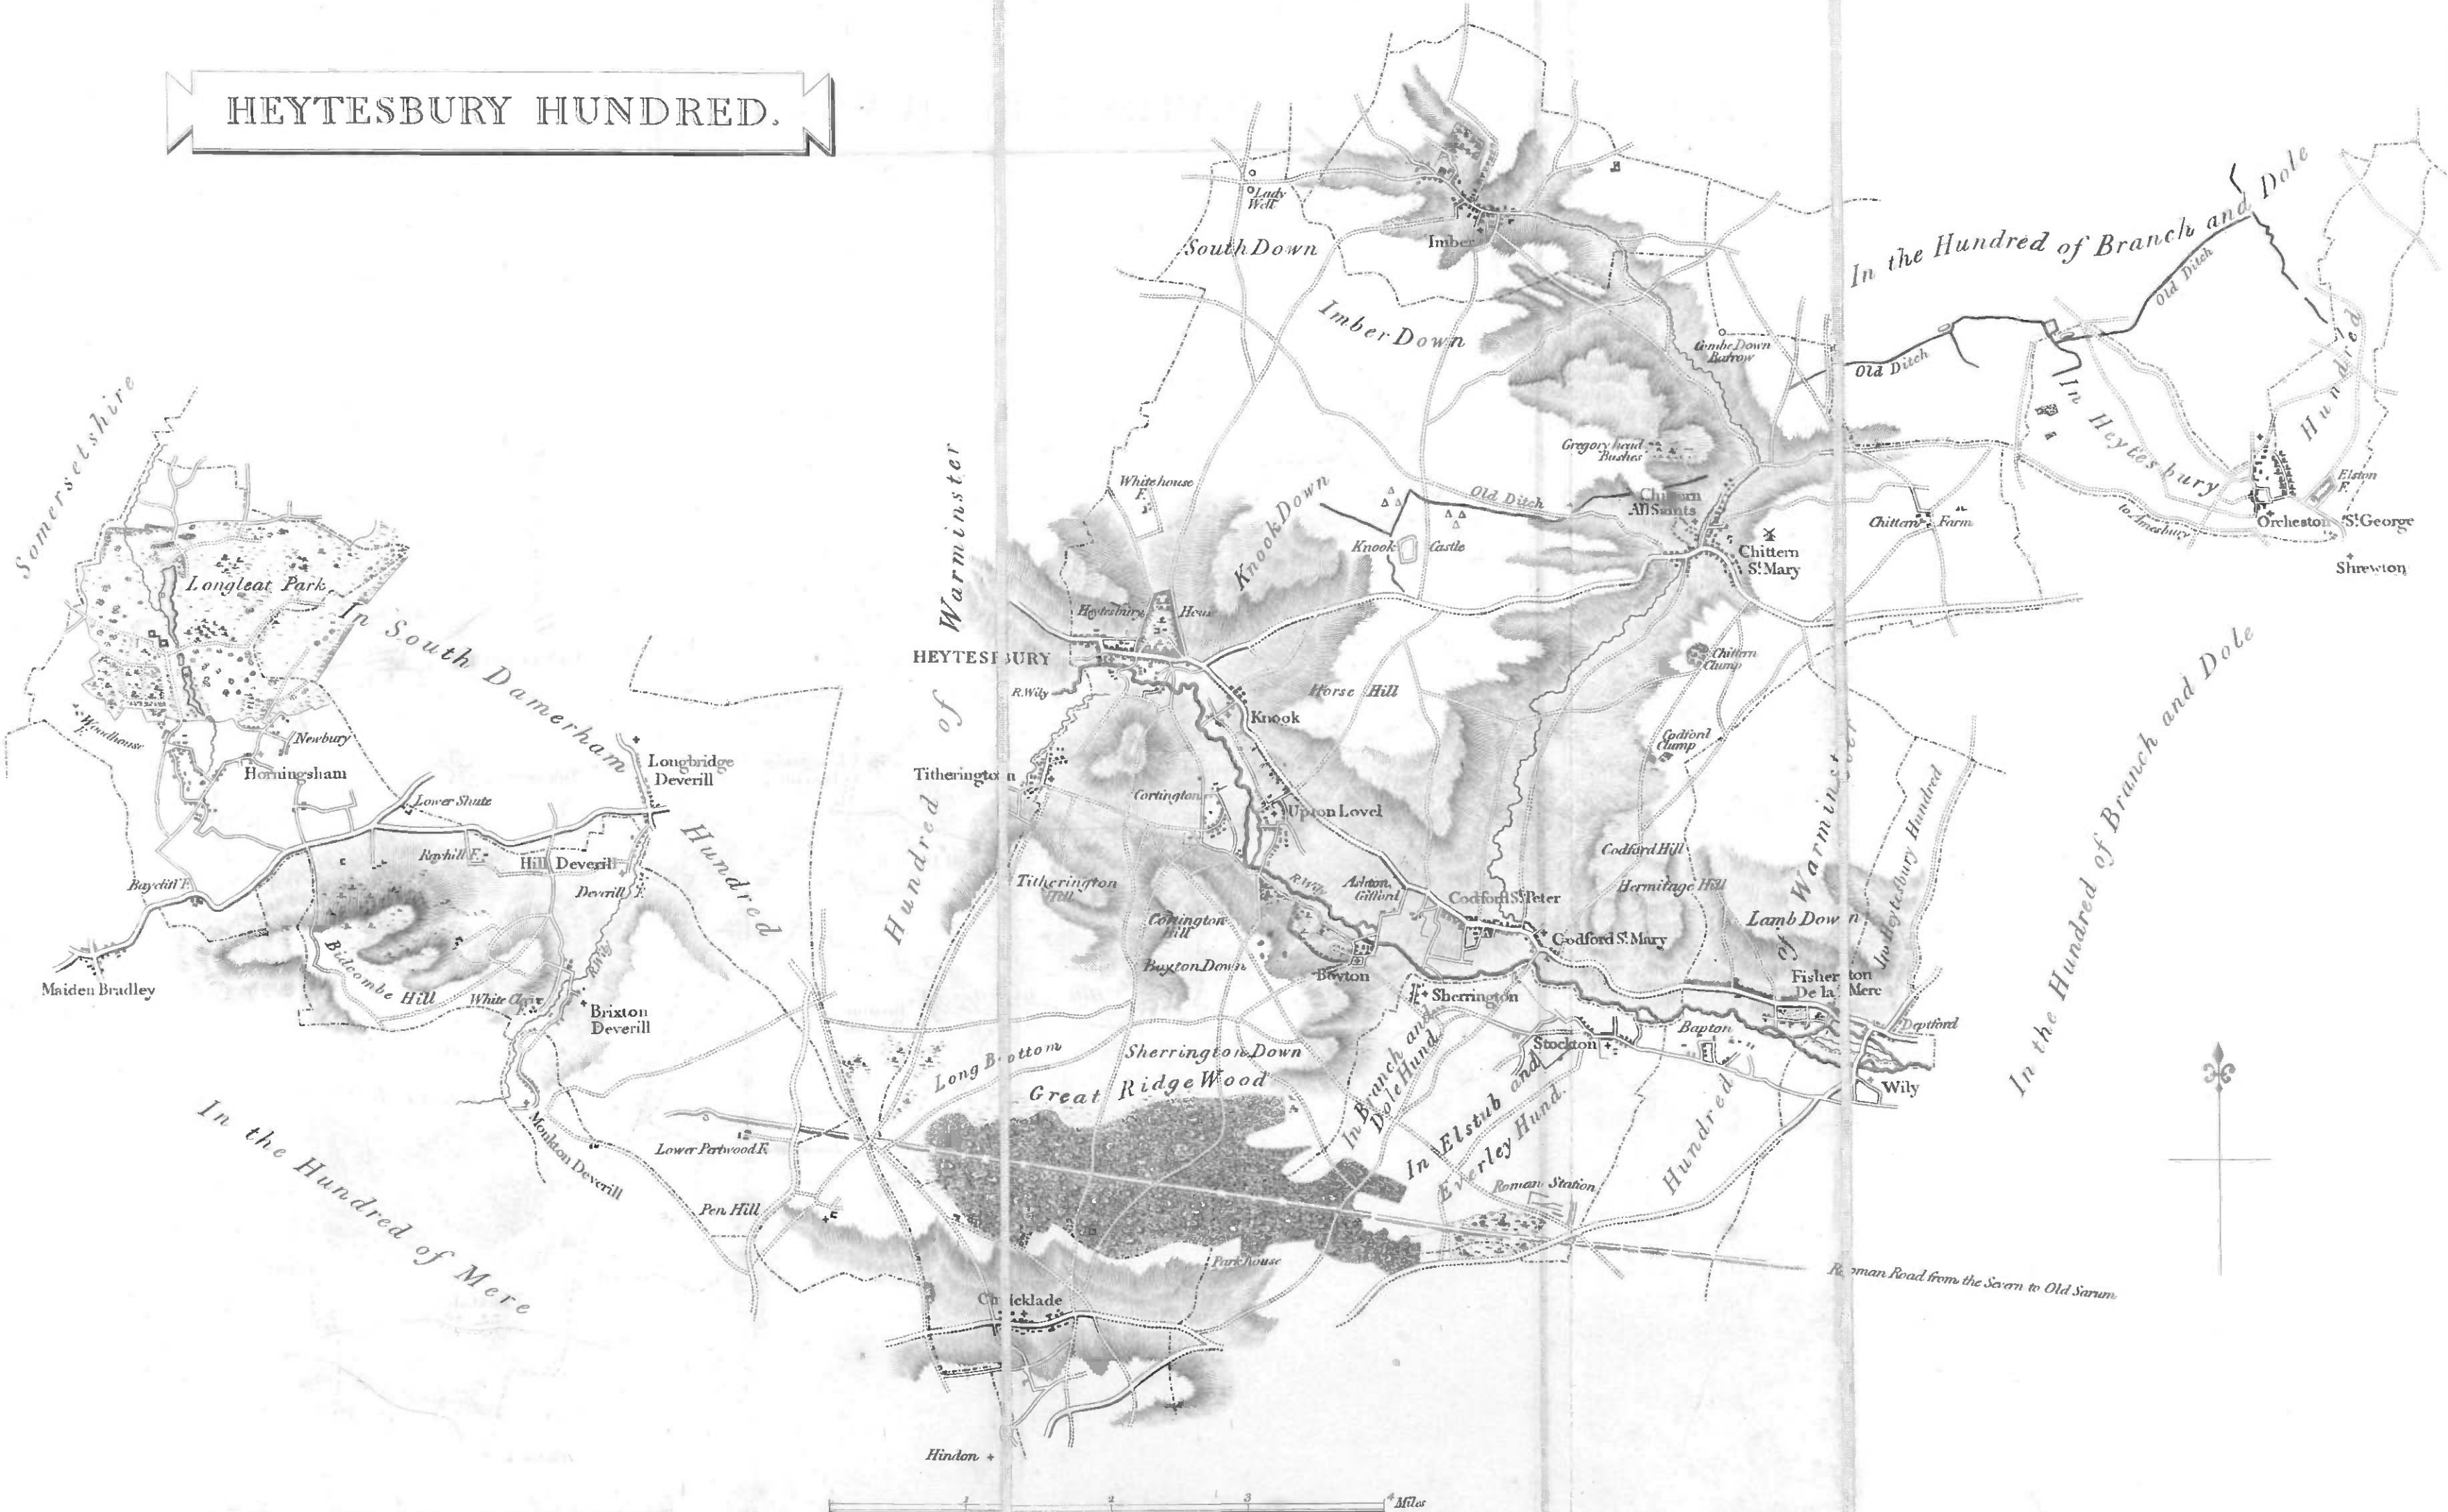 HEYTESBURY HUNDRED.
Lady
Well
South Down
Imber
Imber Down
In the Hundred of Branch and Dole
Old Ditch
Old Ditch
Combe Down
Barrow
Somersetshire
Hundred of Warminster
Whitehouse
F.
Knook Down
Gregory head
Bushes
Old Ditch
Chittern
All Saints
Knook Castle
Chittern
St. Mary
Chittern Farm
In Heytesbury Hundred
to Amesbury
Elston
F.
Orcheston St. George
Shrewton
Longleat Park
In South Damerham Hundred
Heytesbury House
HEYTESBURY
R. Wily
Horse Hill
Chittern
Clump
Knook
Codford
Clump
Woodhouse
F.
Newbury
Horningsham
Longbridge
Deverill
Lower Shute
Titherington
Cortington
Upton Lovel
Rayhill F.
Hill Deverill
Deverill F.
Baycliff F.
Titherington
Hill
R. Wily
Ashton
Gifford
Codford St. Peter
Codford Hill
Hermitage Hill
Lamb Down
Cortington
Hill
Codford St. Mary
Boyton Down
Boyton
Sherrington
Fisherton
De la Mere
In Heytesbury Hundred
of Warminster
Hundred
In the Hundred of Branch and Dole
Maiden Bradley
Bidcombe Hill
R. Wily
White Clair
F.
Brixton
Deverill
Stockton
Bapton
Deptford
Wily
Long Bottom
Sherrington Down
Great Ridge Wood
In Branch and
Dole Hund.
In Elstub and
Everley Hund.
Monkton Deverill
Lower Pertwood F.
Pen Hill
Roman Station
In the Hundred of Mere
Park house
Roman Road from the Severn to Old Sarum
Chicklade
Hindon
1 2 3 4 Miles